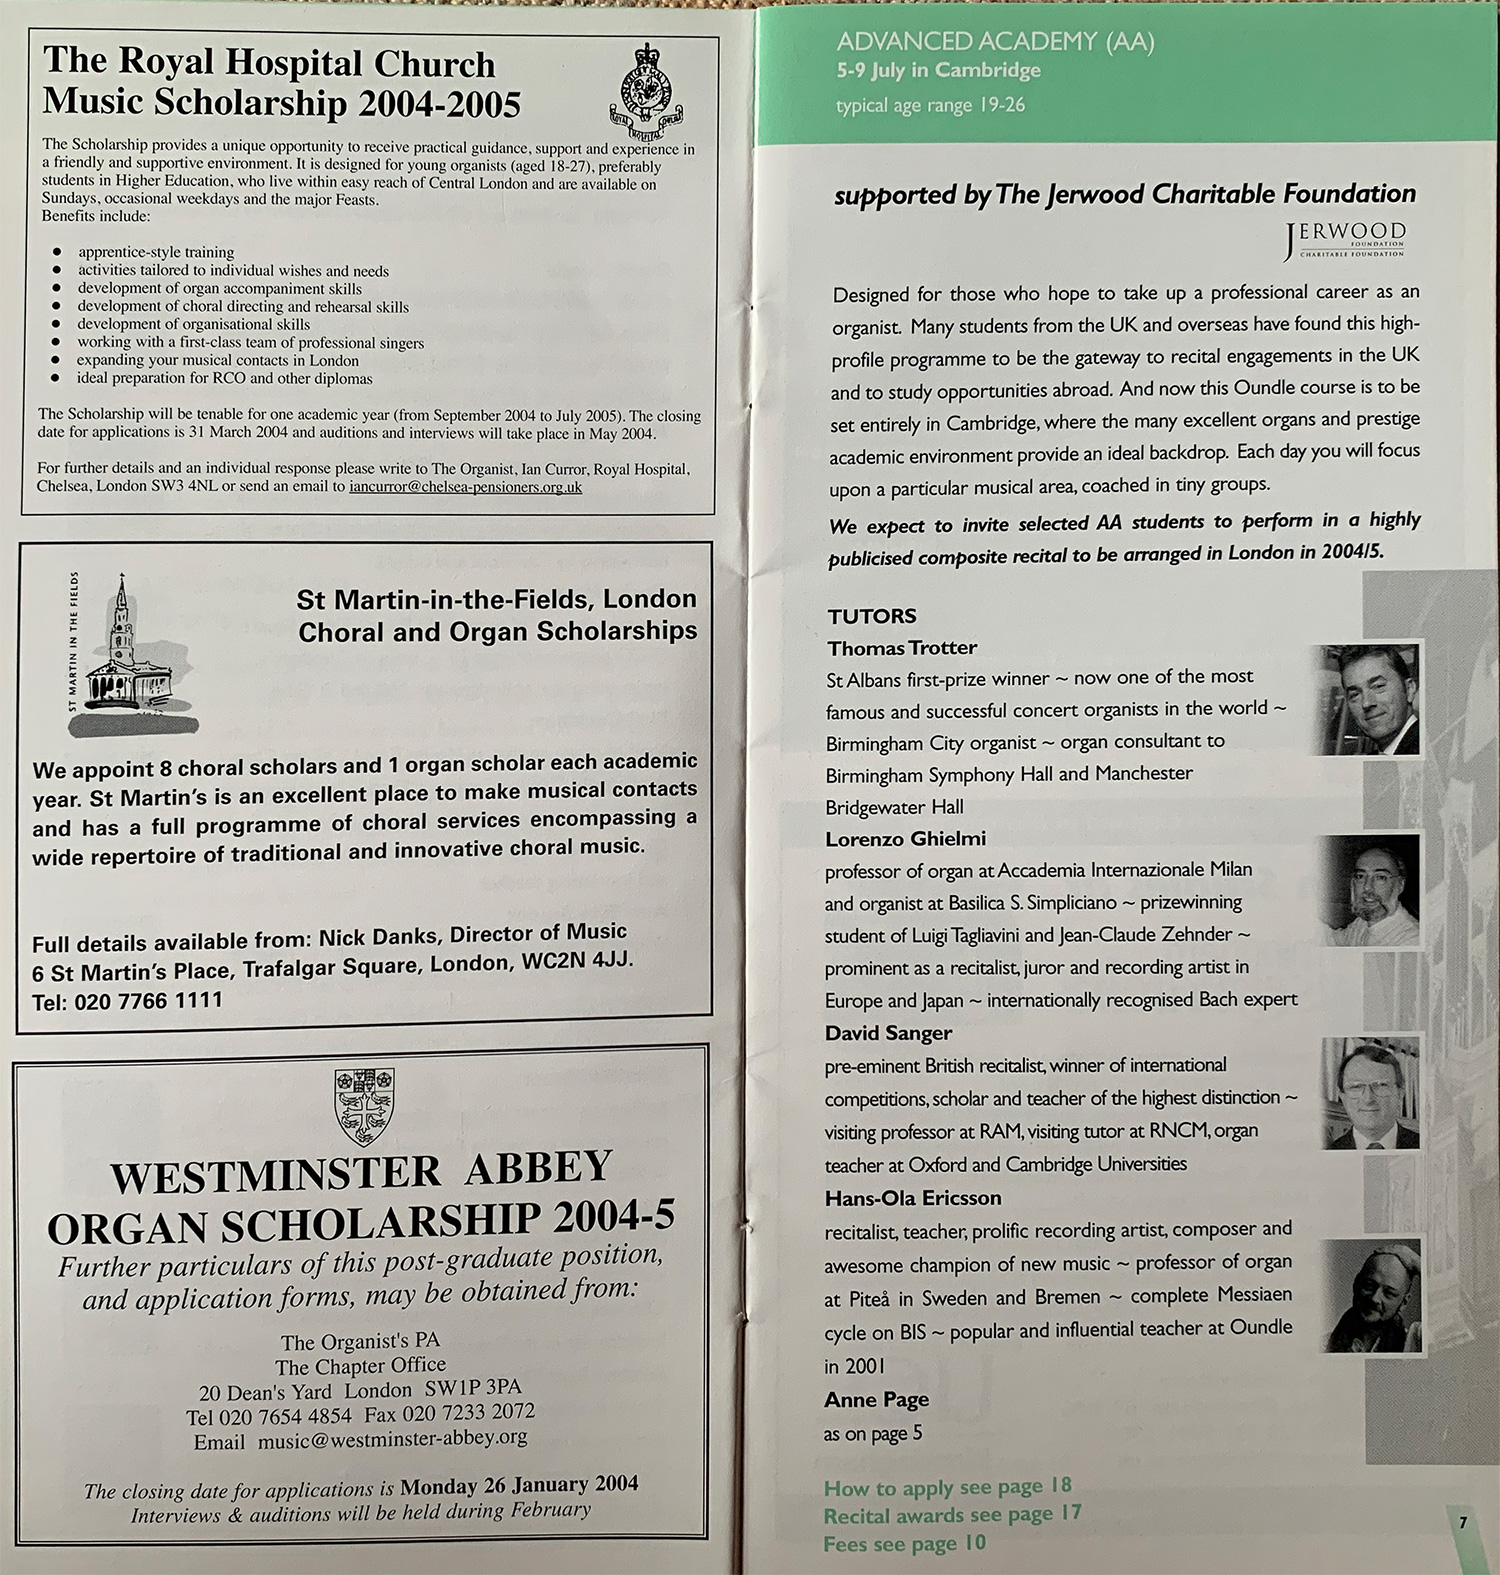 The Royal Hospital Church
Music Scholarship 2004-2005
ROYAL HOSPITAL CHELSEA
The Scholarship provides a unique opportunity to receive practical guidance, support and experience in
a friendly and supportive environment. It is designed for young organists (aged 18-27), preferably
students in Higher Education, who live within easy reach of Central London and are available on
Sundays, occasional weekdays and the major Feasts.
Benefits include:
● apprentice-style training
● activities tailored to individual wishes and needs
● development of organ accompaniment skills
● development of choral directing and rehearsal skills
● development of organisational skills
● working with a first-class team of professional singers
● expanding your musical contacts in London
● ideal preparation for RCO and other diplomas
The Scholarship will be tenable for one academic year (from September 2004 to July 2005). The closing
date for applications is 31 March 2004 and auditions and interviews will take place in May 2004.
For further details and an individual response please write to The Organist, Ian Curror, Royal Hospital,
Chelsea, London SW3 4NL or send an email to iancurror@chelsea-pensioners.org.uk
ST MARTIN IN THE FIELDS
St Martin-in-the-Fields, London
Choral and Organ Scholarships
We appoint 8 choral scholars and 1 organ scholar each academic
year. St Martin's is an excellent place to make musical contacts
and has a full programme of choral services encompassing a
wide repertoire of traditional and innovative choral music.
Full details available from: Nick Danks, Director of Music
6 St Martin's Place, Trafalgar Square, London, WC2N 4JJ.
Tel: 020 7766 1111
WESTMINSTER ABBEY
ORGAN SCHOLARSHIP 2004-5
Further particulars of this post-graduate position,
and application forms, may be obtained from:
The Organist's PA
The Chapter Office
20 Dean's Yard London SW1P 3PA
Tel 020 7654 4854 Fax 020 7233 2072
Email music@westminster-abbey.org
The closing date for applications is Monday 26 January 2004
Interviews & auditions will be held during February
ADVANCED ACADEMY (AA)
5-9 July in Cambridge
typical age range 19-26
supported by The Jerwood Charitable Foundation
JERWOOD
FOUNDATION
CHARITABLE FOUNDATION
Designed for those who hope to take up a professional career as an
organist. Many students from the UK and overseas have found this high-
profile programme to be the gateway to recital engagements in the UK
and to study opportunities abroad. And now this Oundle course is to be
set entirely in Cambridge, where the many excellent organs and prestige
academic environment provide an ideal backdrop. Each day you will focus
upon a particular musical area, coached in tiny groups.
We expect to invite selected AA students to perform in a highly
publicised composite recital to be arranged in London in 2004/5.
TUTORS
Thomas Trotter
St Albans first-prize winner ~ now one of the most
famous and successful concert organists in the world ~
Birmingham City organist ~ organ consultant to
Birmingham Symphony Hall and Manchester
Bridgewater Hall
Lorenzo Ghielmi
professor of organ at Accademia Internazionale Milan
and organist at Basilica S. Simpliciano ~ prizewinning
student of Luigi Tagliavini and Jean-Claude Zehnder ~
prominent as a recitalist, juror and recording artist in
Europe and Japan ~ internationally recognised Bach expert
David Sanger
pre-eminent British recitalist, winner of international
competitions, scholar and teacher of the highest distinction ~
visiting professor at RAM, visiting tutor at RNCM, organ
teacher at Oxford and Cambridge Universities
Hans-Ola Ericsson
recitalist, teacher, prolific recording artist, composer and
awesome champion of new music ~ professor of organ
at Piteå in Sweden and Bremen ~ complete Messiaen
cycle on BIS ~ popular and influential teacher at Oundle
in 2001
Anne Page
as on page 5
How to apply see page 18
Recital awards see page 17
Fees see page 10
7